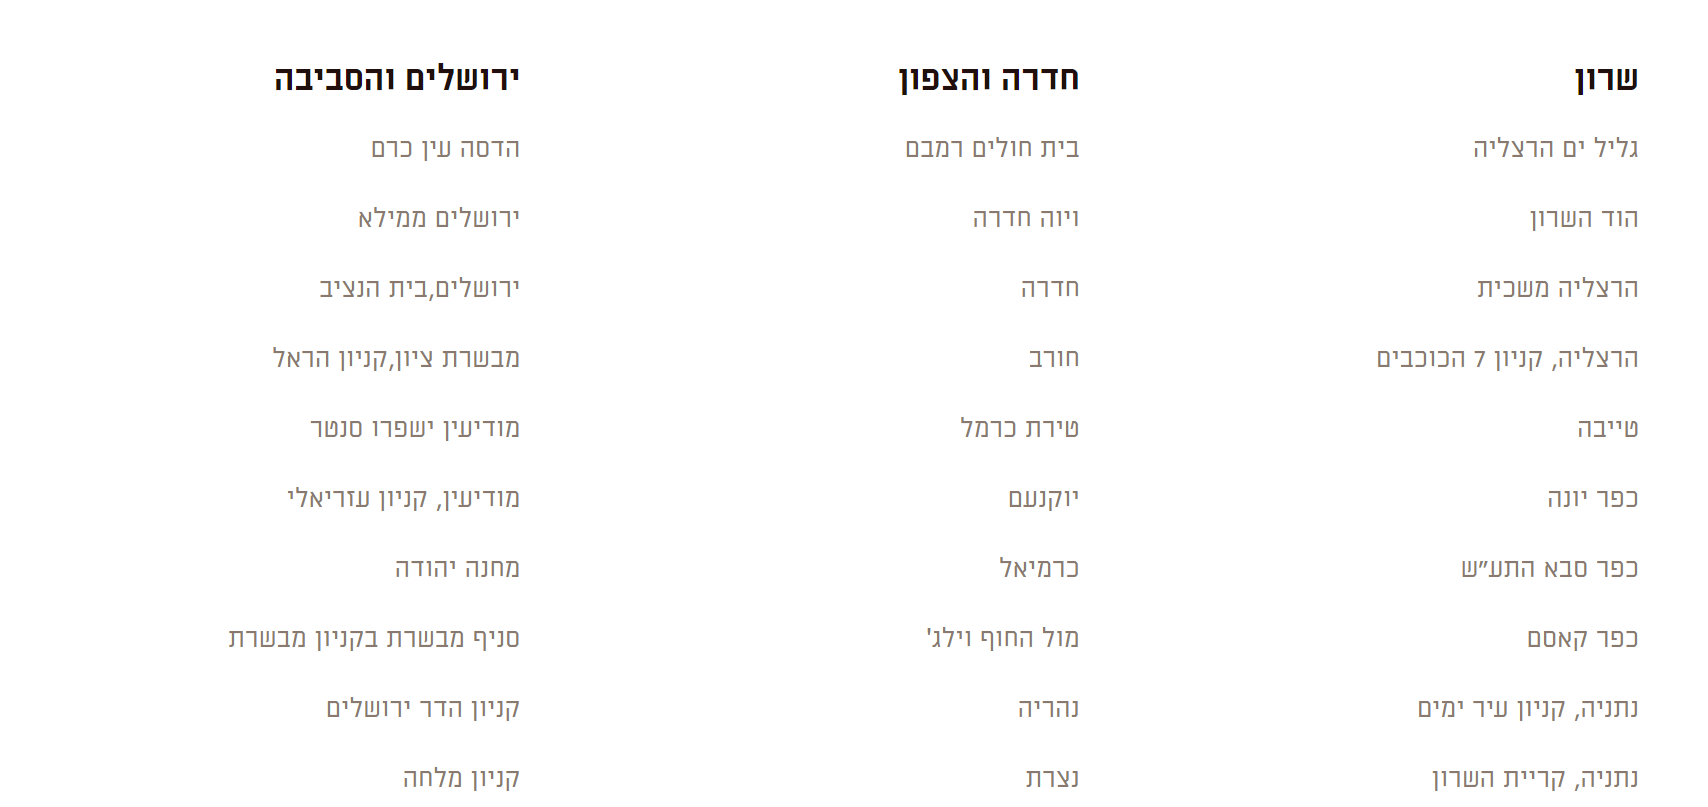 שרון
גליל ים הרצליה
הוד השרון
הרצליה משכית
הרצליה, קניון 7 הכוכבים
טייבה
כפר יונה
כפר סבא התע״ש
כפר קאסם
נתניה, קניון עיר ימים
נתניה, קריית השרון
חדרה והצפון
בית חולים רמבם
ויוה חדרה
חדרה
חורב
טירת כרמל
יוקנעם
כרמיאל
מול החוף וילג'
נהריה
נצרת
ירושלים והסביבה
הדסה עין כרם
ירושלים ממילא
ירושלים,בית הנציב
מבשרת ציון,קניון הראל
מודיעין ישפרו סנטר
מודיעין, קניון עזריאלי
מחנה יהודה
סניף מבשרת בקניון מבשרת
קניון הדר ירושלים
קניון מלחה